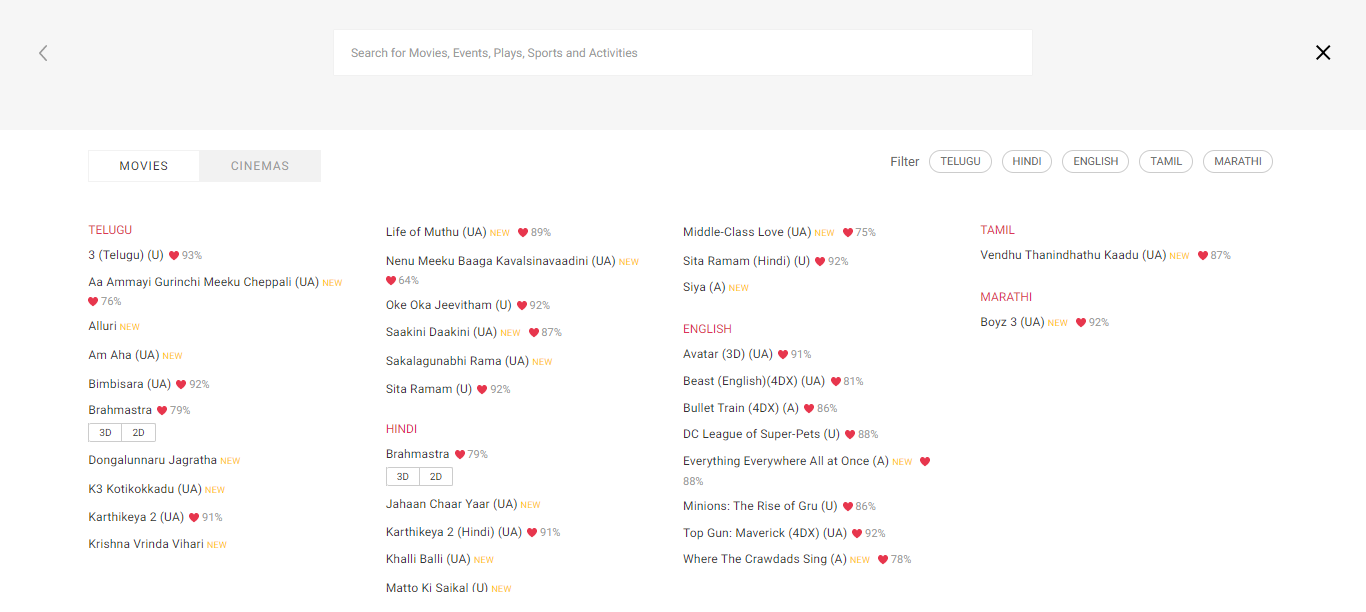 Search for Movies, Events, Plays, Sports and Activities
MOVIES
CINEMAS
Filter
TELUGU
HINDI
ENGLISH
TAMIL
MARATHI
TELUGU
3 (Telugu) (U) 93%
Aa Ammayi Gurinchi Meeku Cheppali (UA) NEW
76%
Alluri NEW
Am Aha (UA) NEW
Bimbisara (UA) 92%
Brahmastra 79%
3D 2D
Dongalunnaru Jagratha NEW
K3 Kotikokkadu (UA) NEW
Karthikeya 2 (UA) 91%
Krishna Vrinda Vihari NEW
Life of Muthu (UA) NEW 89%
Nenu Meeku Baaga Kavalsinavaadini (UA) NEW
64%
Oke Oka Jeevitham (U) 92%
Saakini Daakini (UA) NEW 87%
Sakalagunabhi Rama (UA) NEW
Sita Ramam (U) 92%
HINDI
Brahmastra 79%
3D 2D
Jahaan Chaar Yaar (UA) NEW
Karthikeya 2 (Hindi) (UA) 91%
Khalli Balli (UA) NEW
Matto Ki Saikal (U) NEW
Middle-Class Love (UA) NEW 75%
Sita Ramam (Hindi) (U) 92%
Siya (A) NEW
ENGLISH
Avatar (3D) (UA) 91%
Beast (English)(4DX) (UA) 81%
Bullet Train (4DX) (A) 86%
DC League of Super-Pets (U) 88%
Everything Everywhere All at Once (A) NEW
88%
Minions: The Rise of Gru (U) 86%
Top Gun: Maverick (4DX) (UA) 92%
Where The Crawdads Sing (A) NEW 78%
TAMIL
Vendhu Thanindhathu Kaadu (UA) NEW 87%
MARATHI
Boyz 3 (UA) NEW 92%